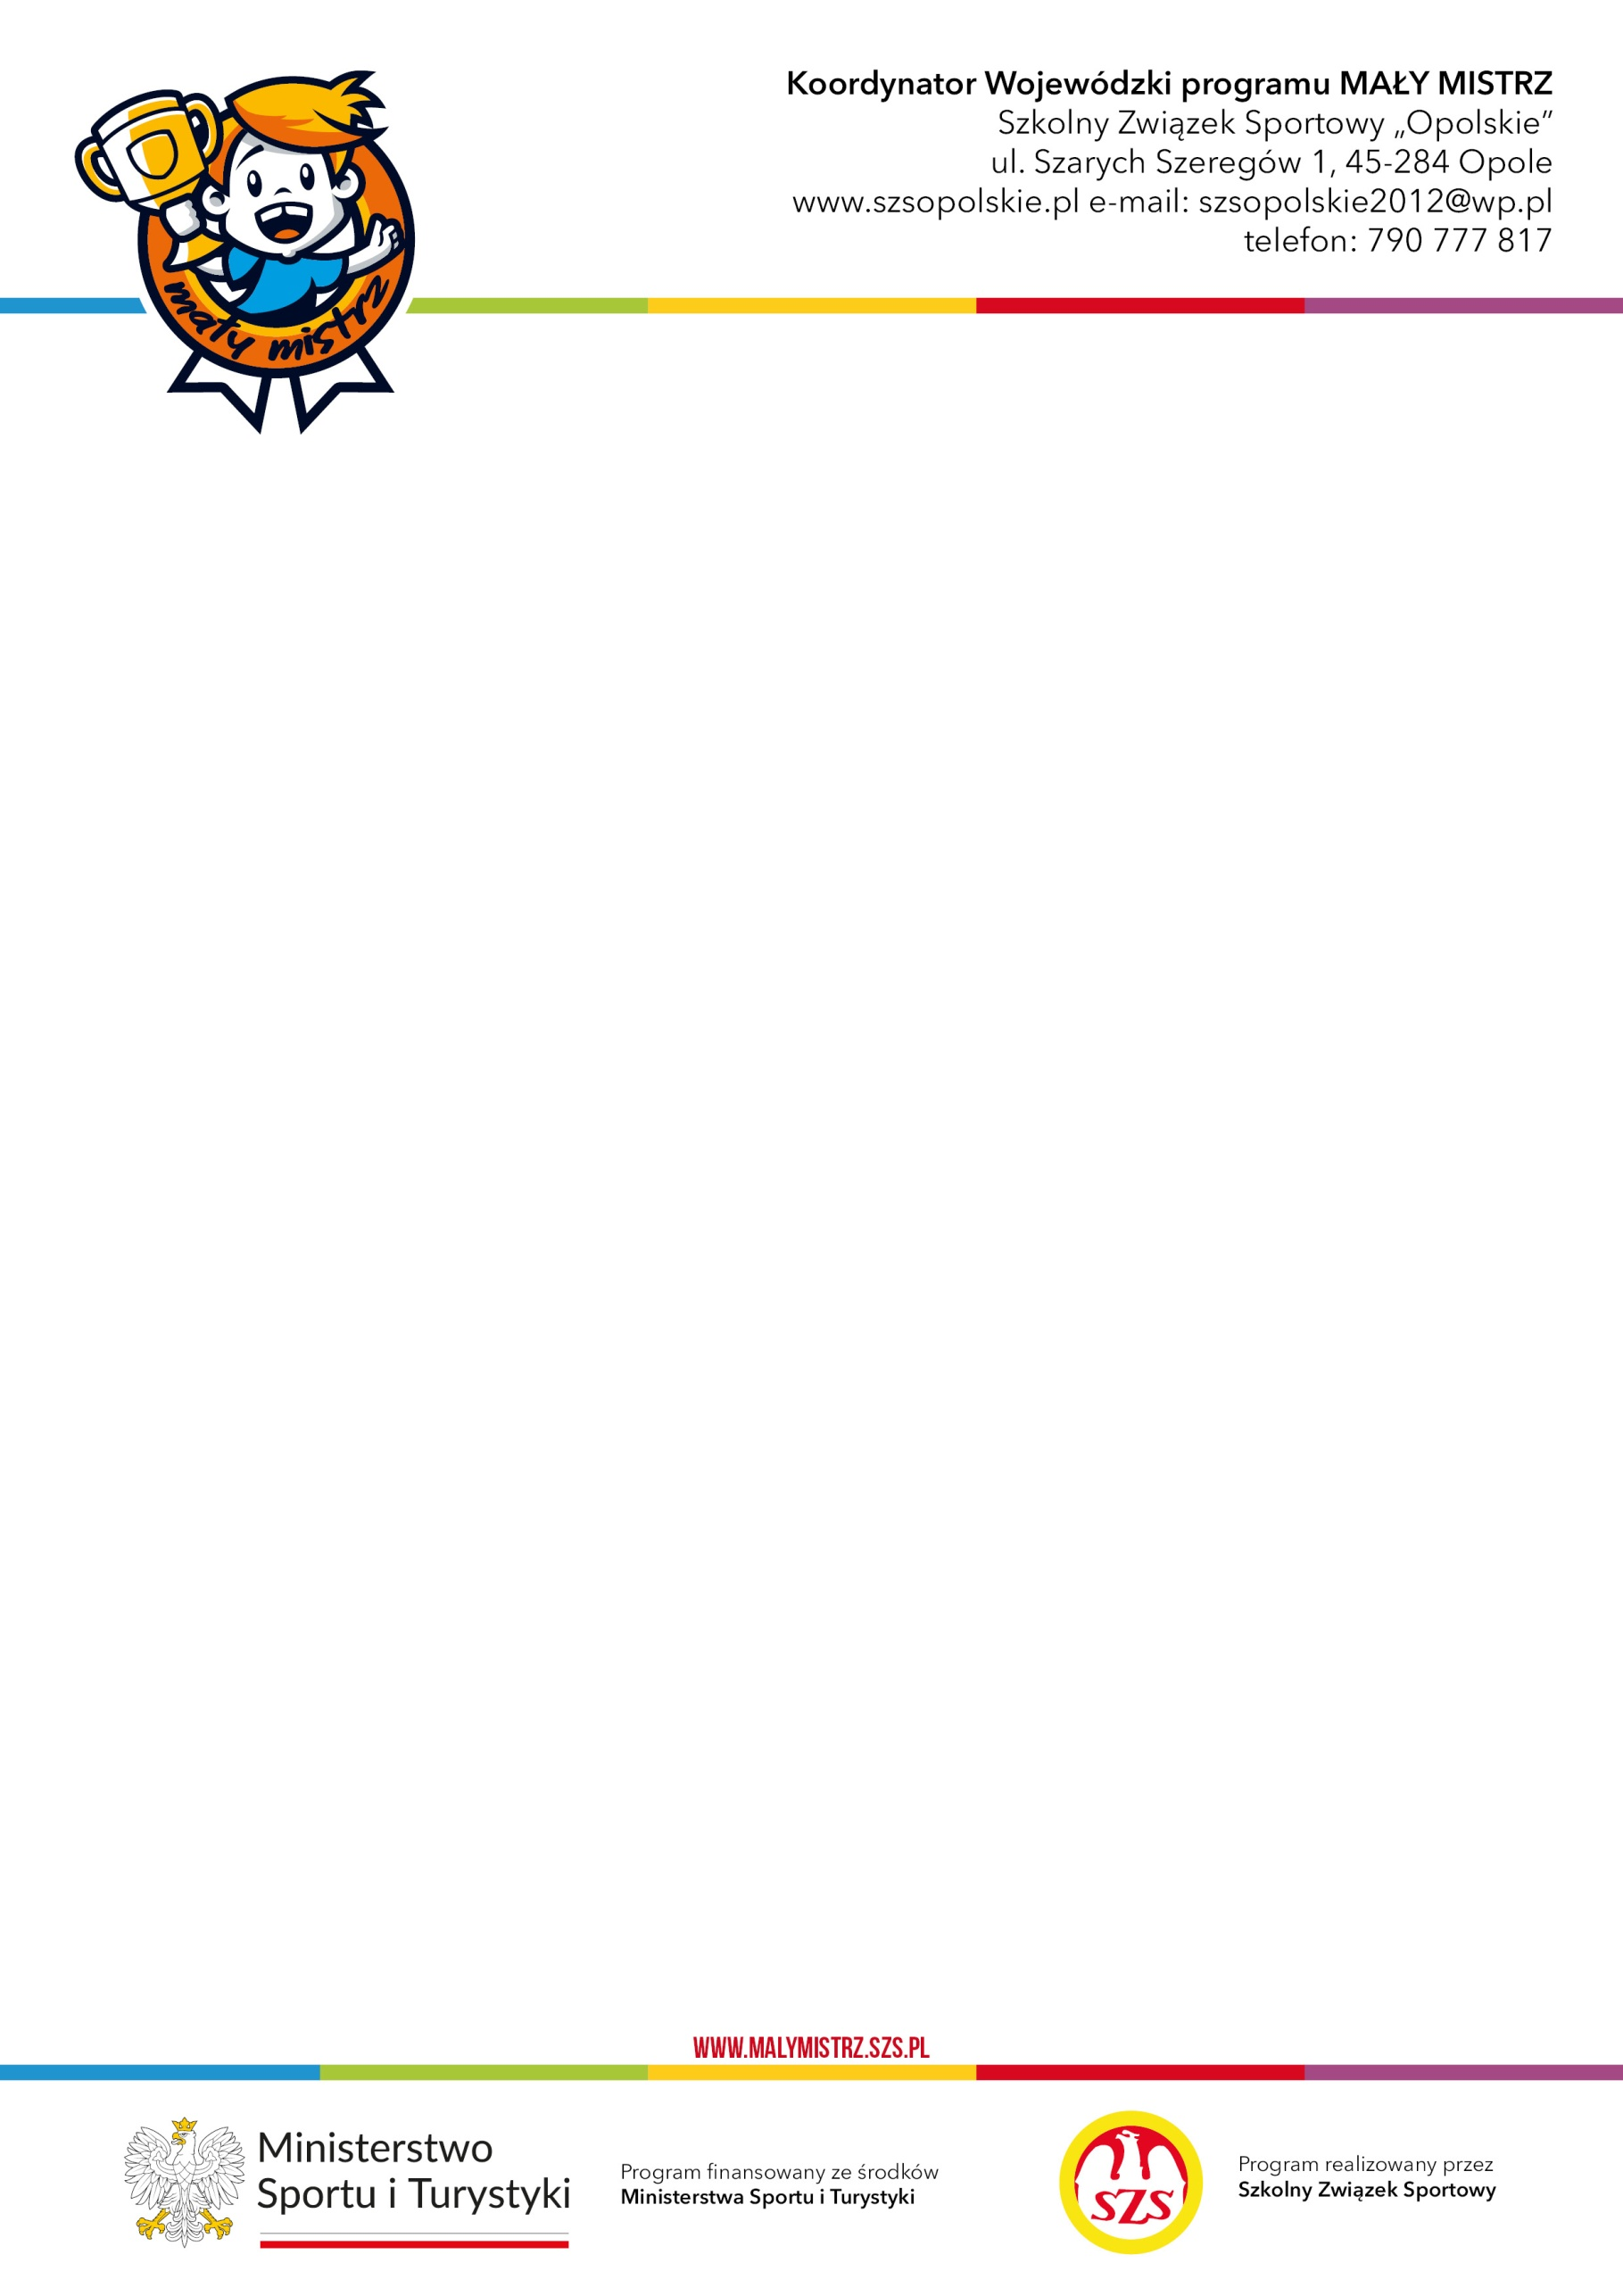 Koordynator Wojewódzki programu MAŁY MISTRZ
Szkolny Związek Sportowy „Opolskie”
ul. Szarych Szeregów 1, 45-284 Opole
www.szsopolskie.pl e-mail: szsopolskie2012@wp.pl
telefon: 790 777 817
mały mistrz
WWW.MALYMISTRZ.SZS.PL
Ministerstwo
Sportu i Turystyki
Program finansowany ze środków
Ministerstwa Sportu i Turystyki
SZS
Program realizowany przez
Szkolny Związek Sportowy